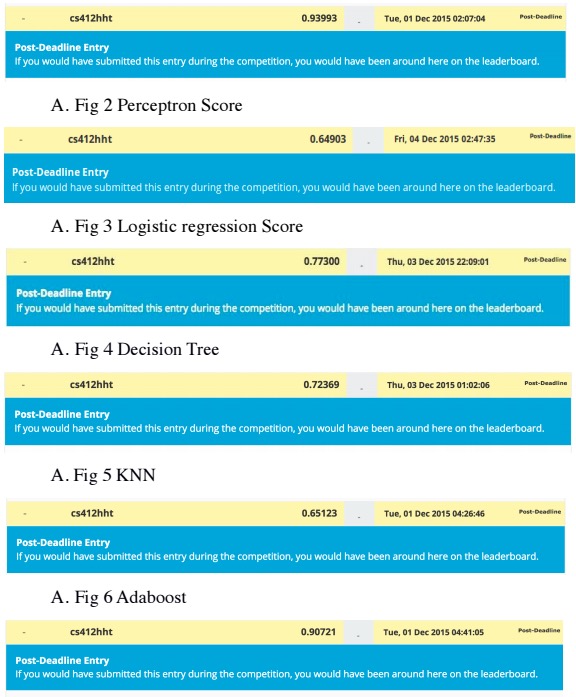 - cs412hht 0.93993 - Tue, 01 Dec 2015 02:07:04 Post-Deadline
Post-Deadline Entry
If you would have submitted this entry during the competition, you would have been around here on the leaderboard.
A. Fig 2 Perceptron Score
- cs412hht 0.64903 - Fri, 04 Dec 2015 02:47:35 Post-Deadline
Post-Deadline Entry
If you would have submitted this entry during the competition, you would have been around here on the leaderboard.
A. Fig 3 Logistic regression Score
- cs412hht 0.77300 - Thu, 03 Dec 2015 22:09:01 Post-Deadline
Post-Deadline Entry
If you would have submitted this entry during the competition, you would have been around here on the leaderboard.
A. Fig 4 Decision Tree
- cs412hht 0.72369 - Thu, 03 Dec 2015 01:02:06 Post-Deadline
Post-Deadline Entry
If you would have submitted this entry during the competition, you would have been around here on the leaderboard.
A. Fig 5 KNN
- cs412hht 0.65123 - Tue, 01 Dec 2015 04:26:46 Post-Deadline
Post-Deadline Entry
If you would have submitted this entry during the competition, you would have been around here on the leaderboard.
A. Fig 6 Adaboost
- cs412hht 0.90721 - Tue, 01 Dec 2015 04:41:05 Post-Deadline
Post-Deadline Entry
If you would have submitted this entry during the competition, you would have been around here on the leaderboard.